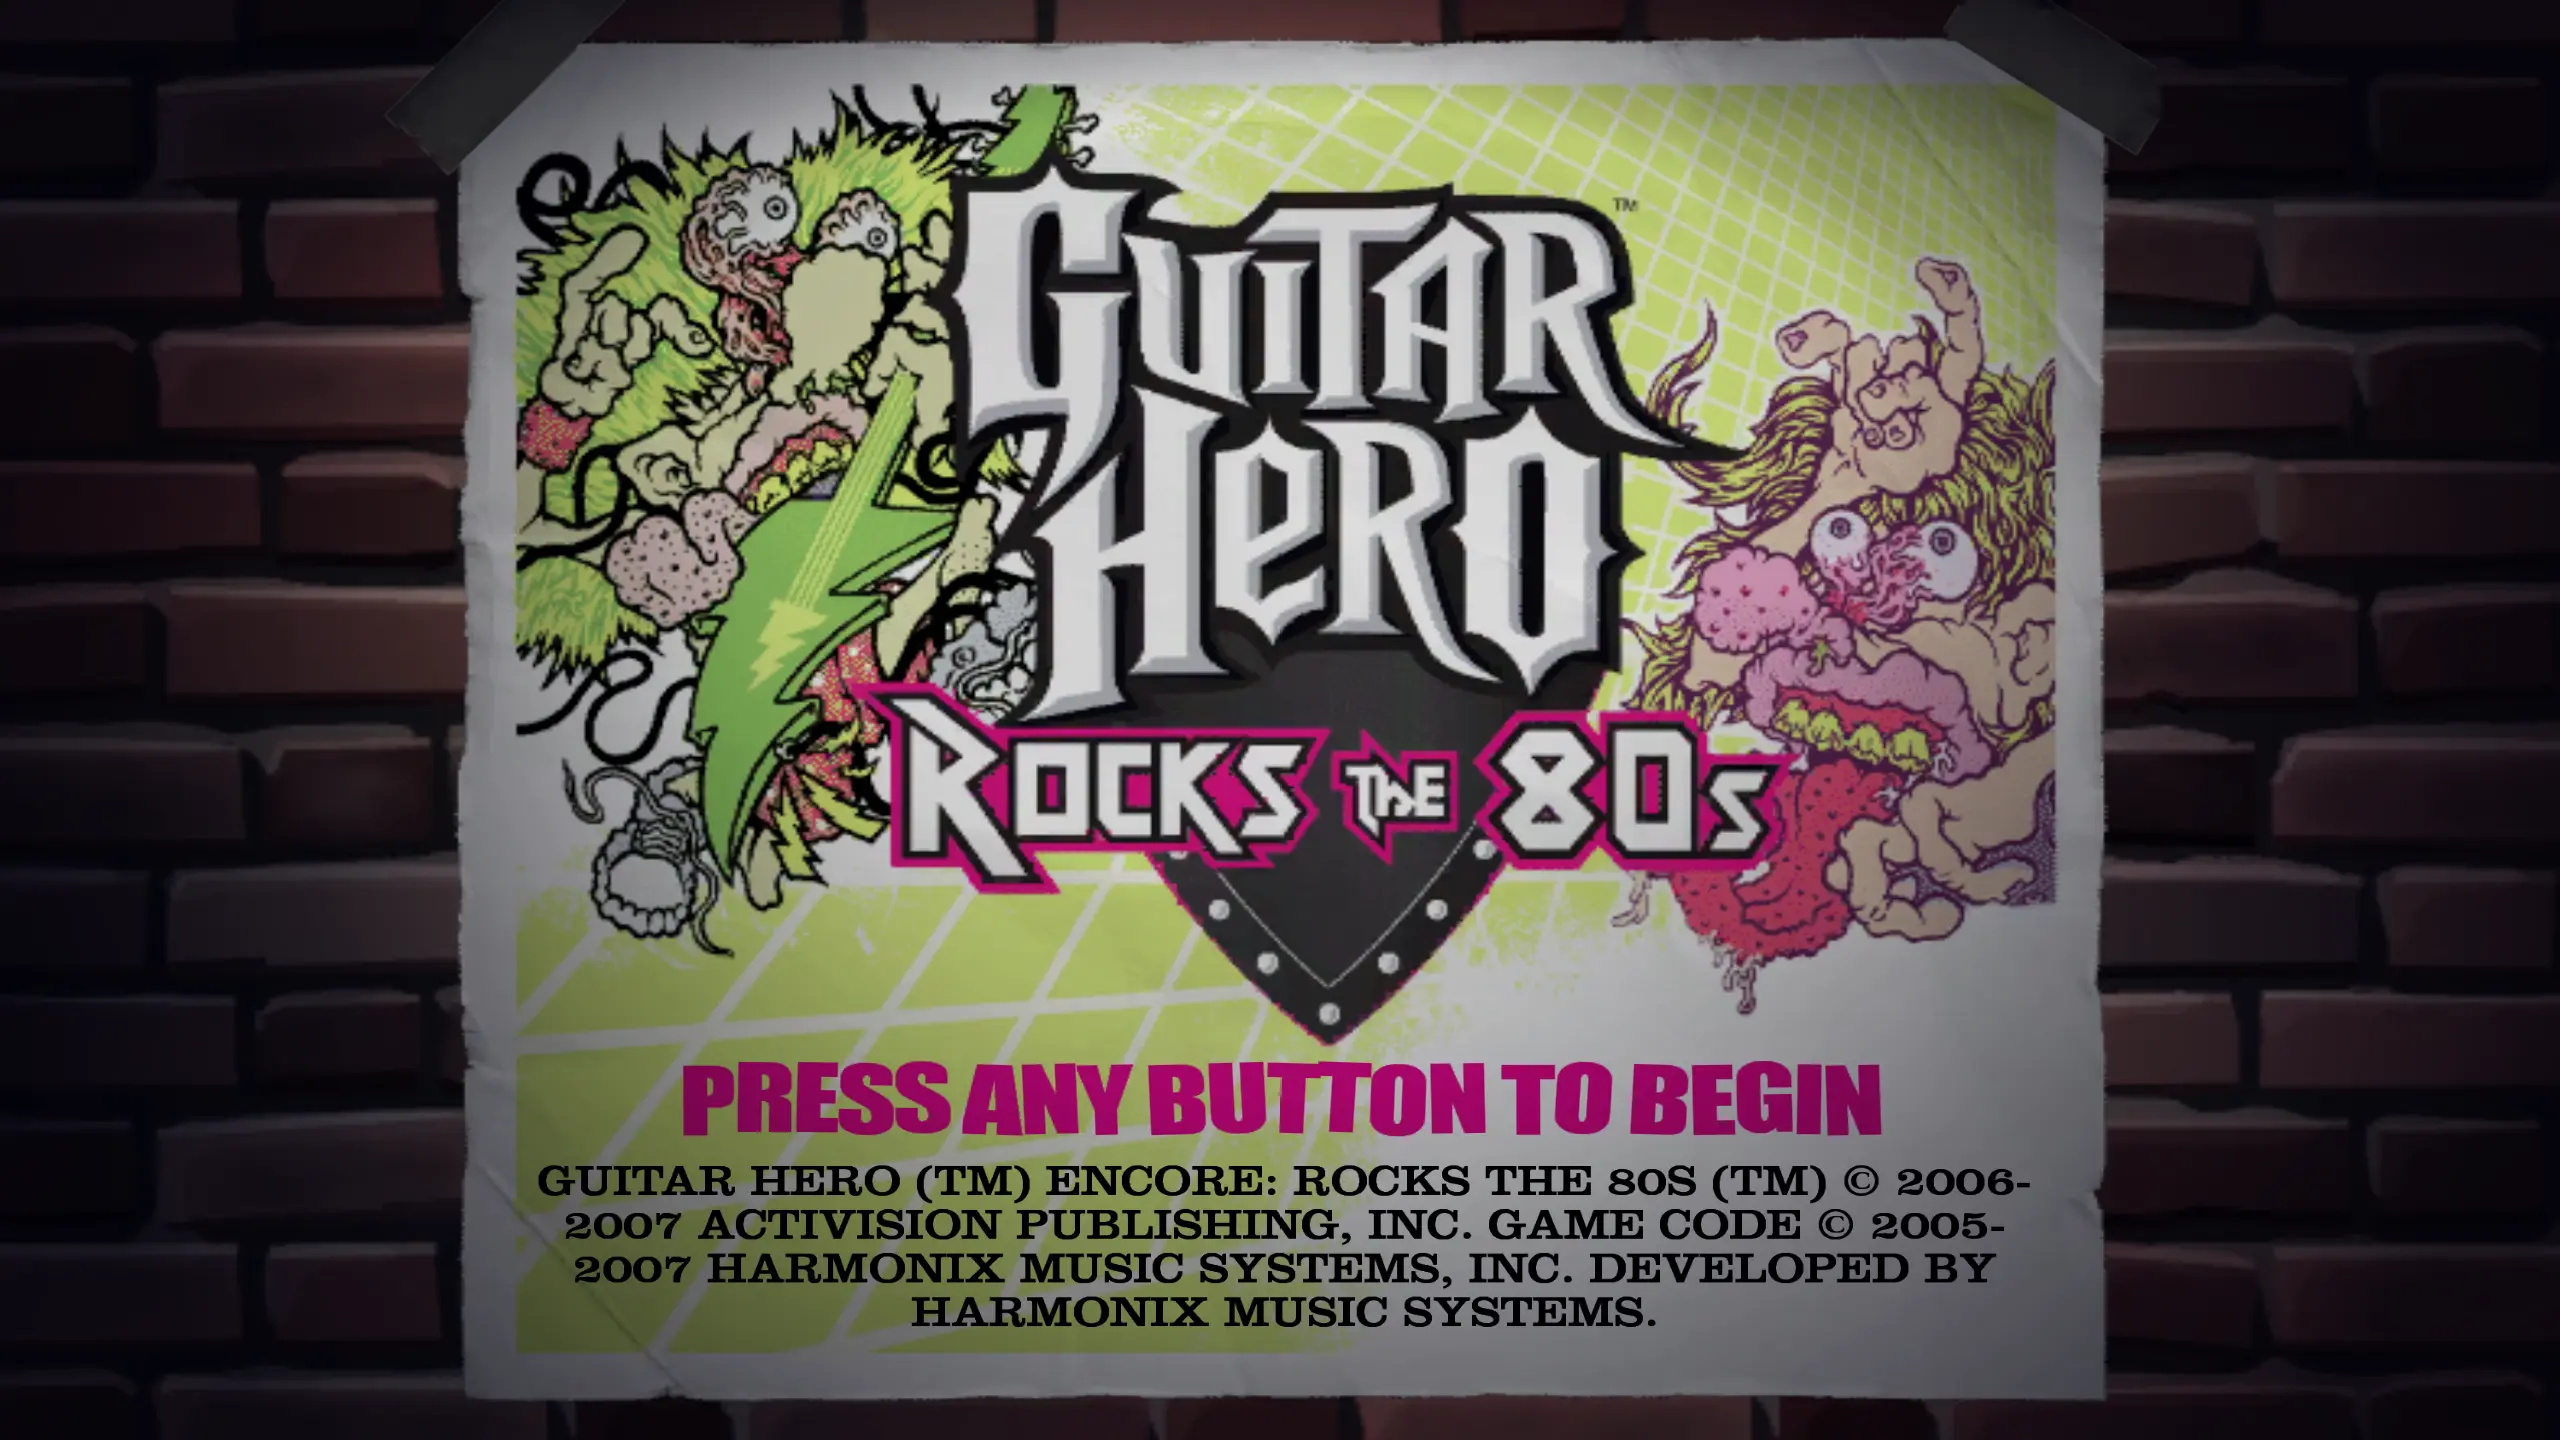 GUITAR™
HERO
ROCKS THE 80s
PRESS ANY BUTTON TO BEGIN
GUITAR HERO (TM) ENCORE: ROCKS THE 80S (TM) © 2006-
2007 ACTIVISION PUBLISHING, INC. GAME CODE © 2005-
2007 HARMONIX MUSIC SYSTEMS, INC. DEVELOPED BY
HARMONIX MUSIC SYSTEMS.